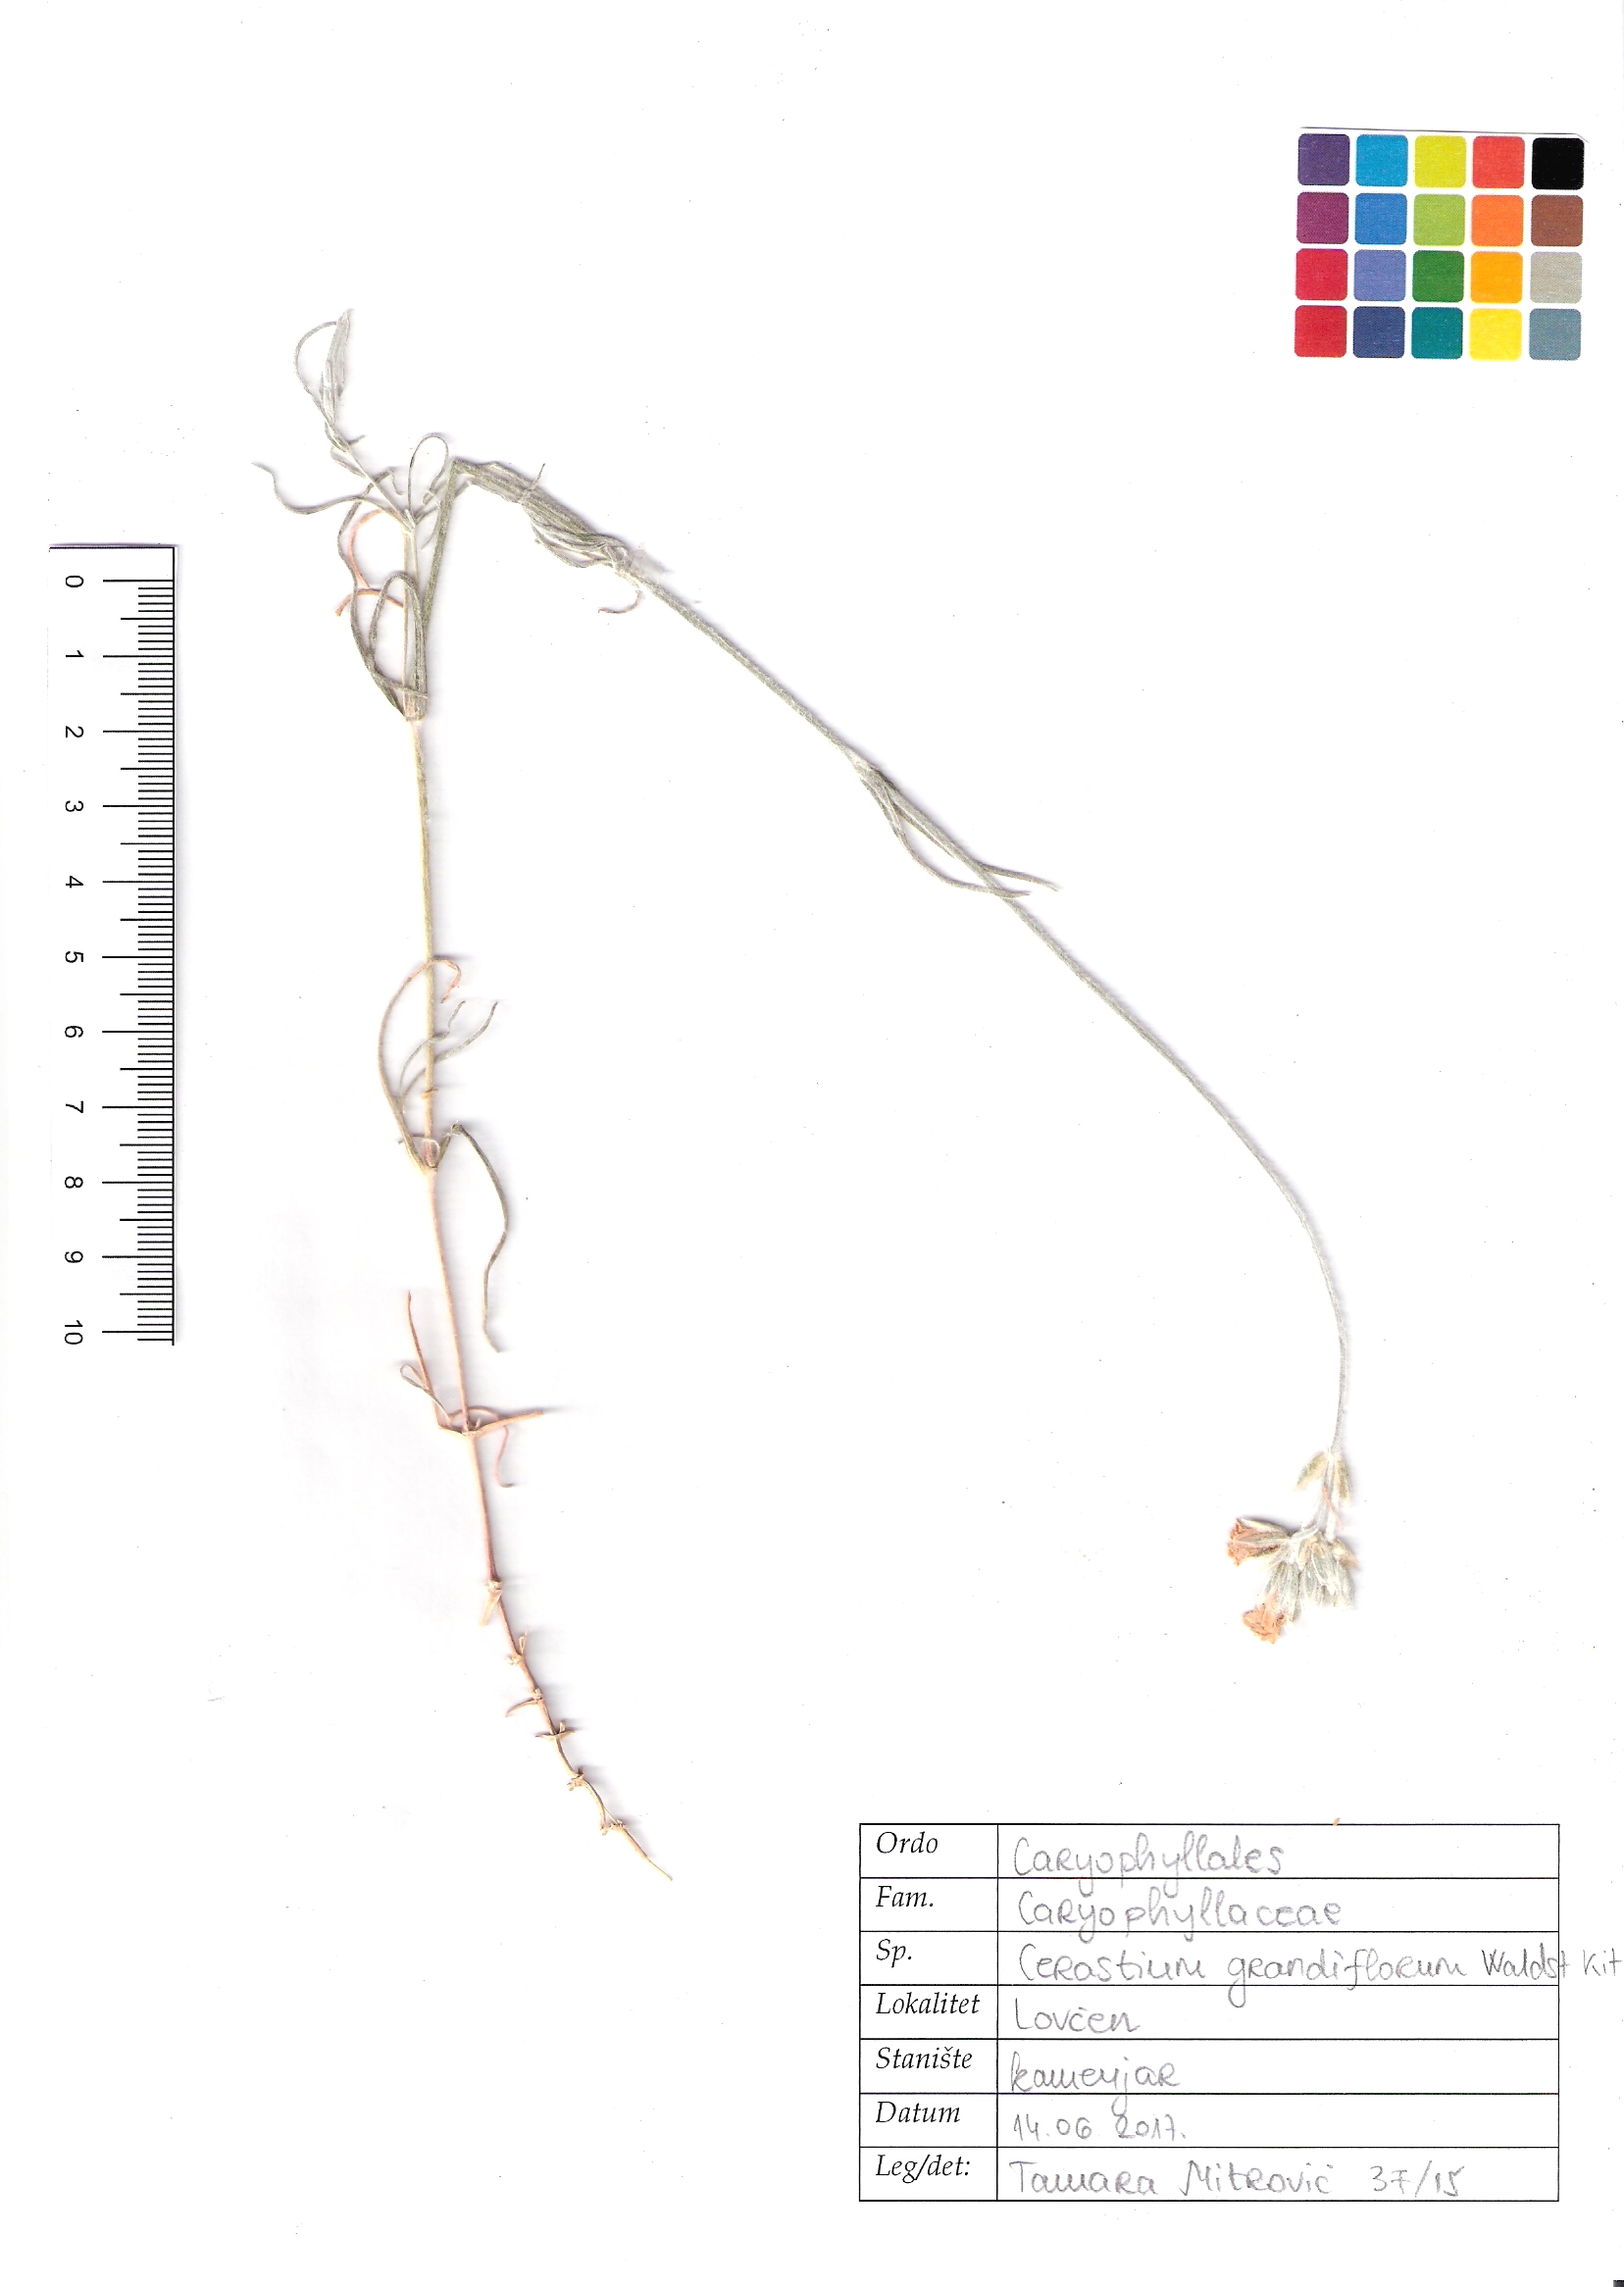 0
1
2
3
4
5
6
7
8
9
10
Ordo Caryophyllales
Fam. Caryophyllaceae
Sp. Cerastium grandiflorum Waldst Kit
Lokalitet Lovćen
Stanište kamenjar
Datum 14.06 2017.
Leg/det: Tamara Mitrović 37/15